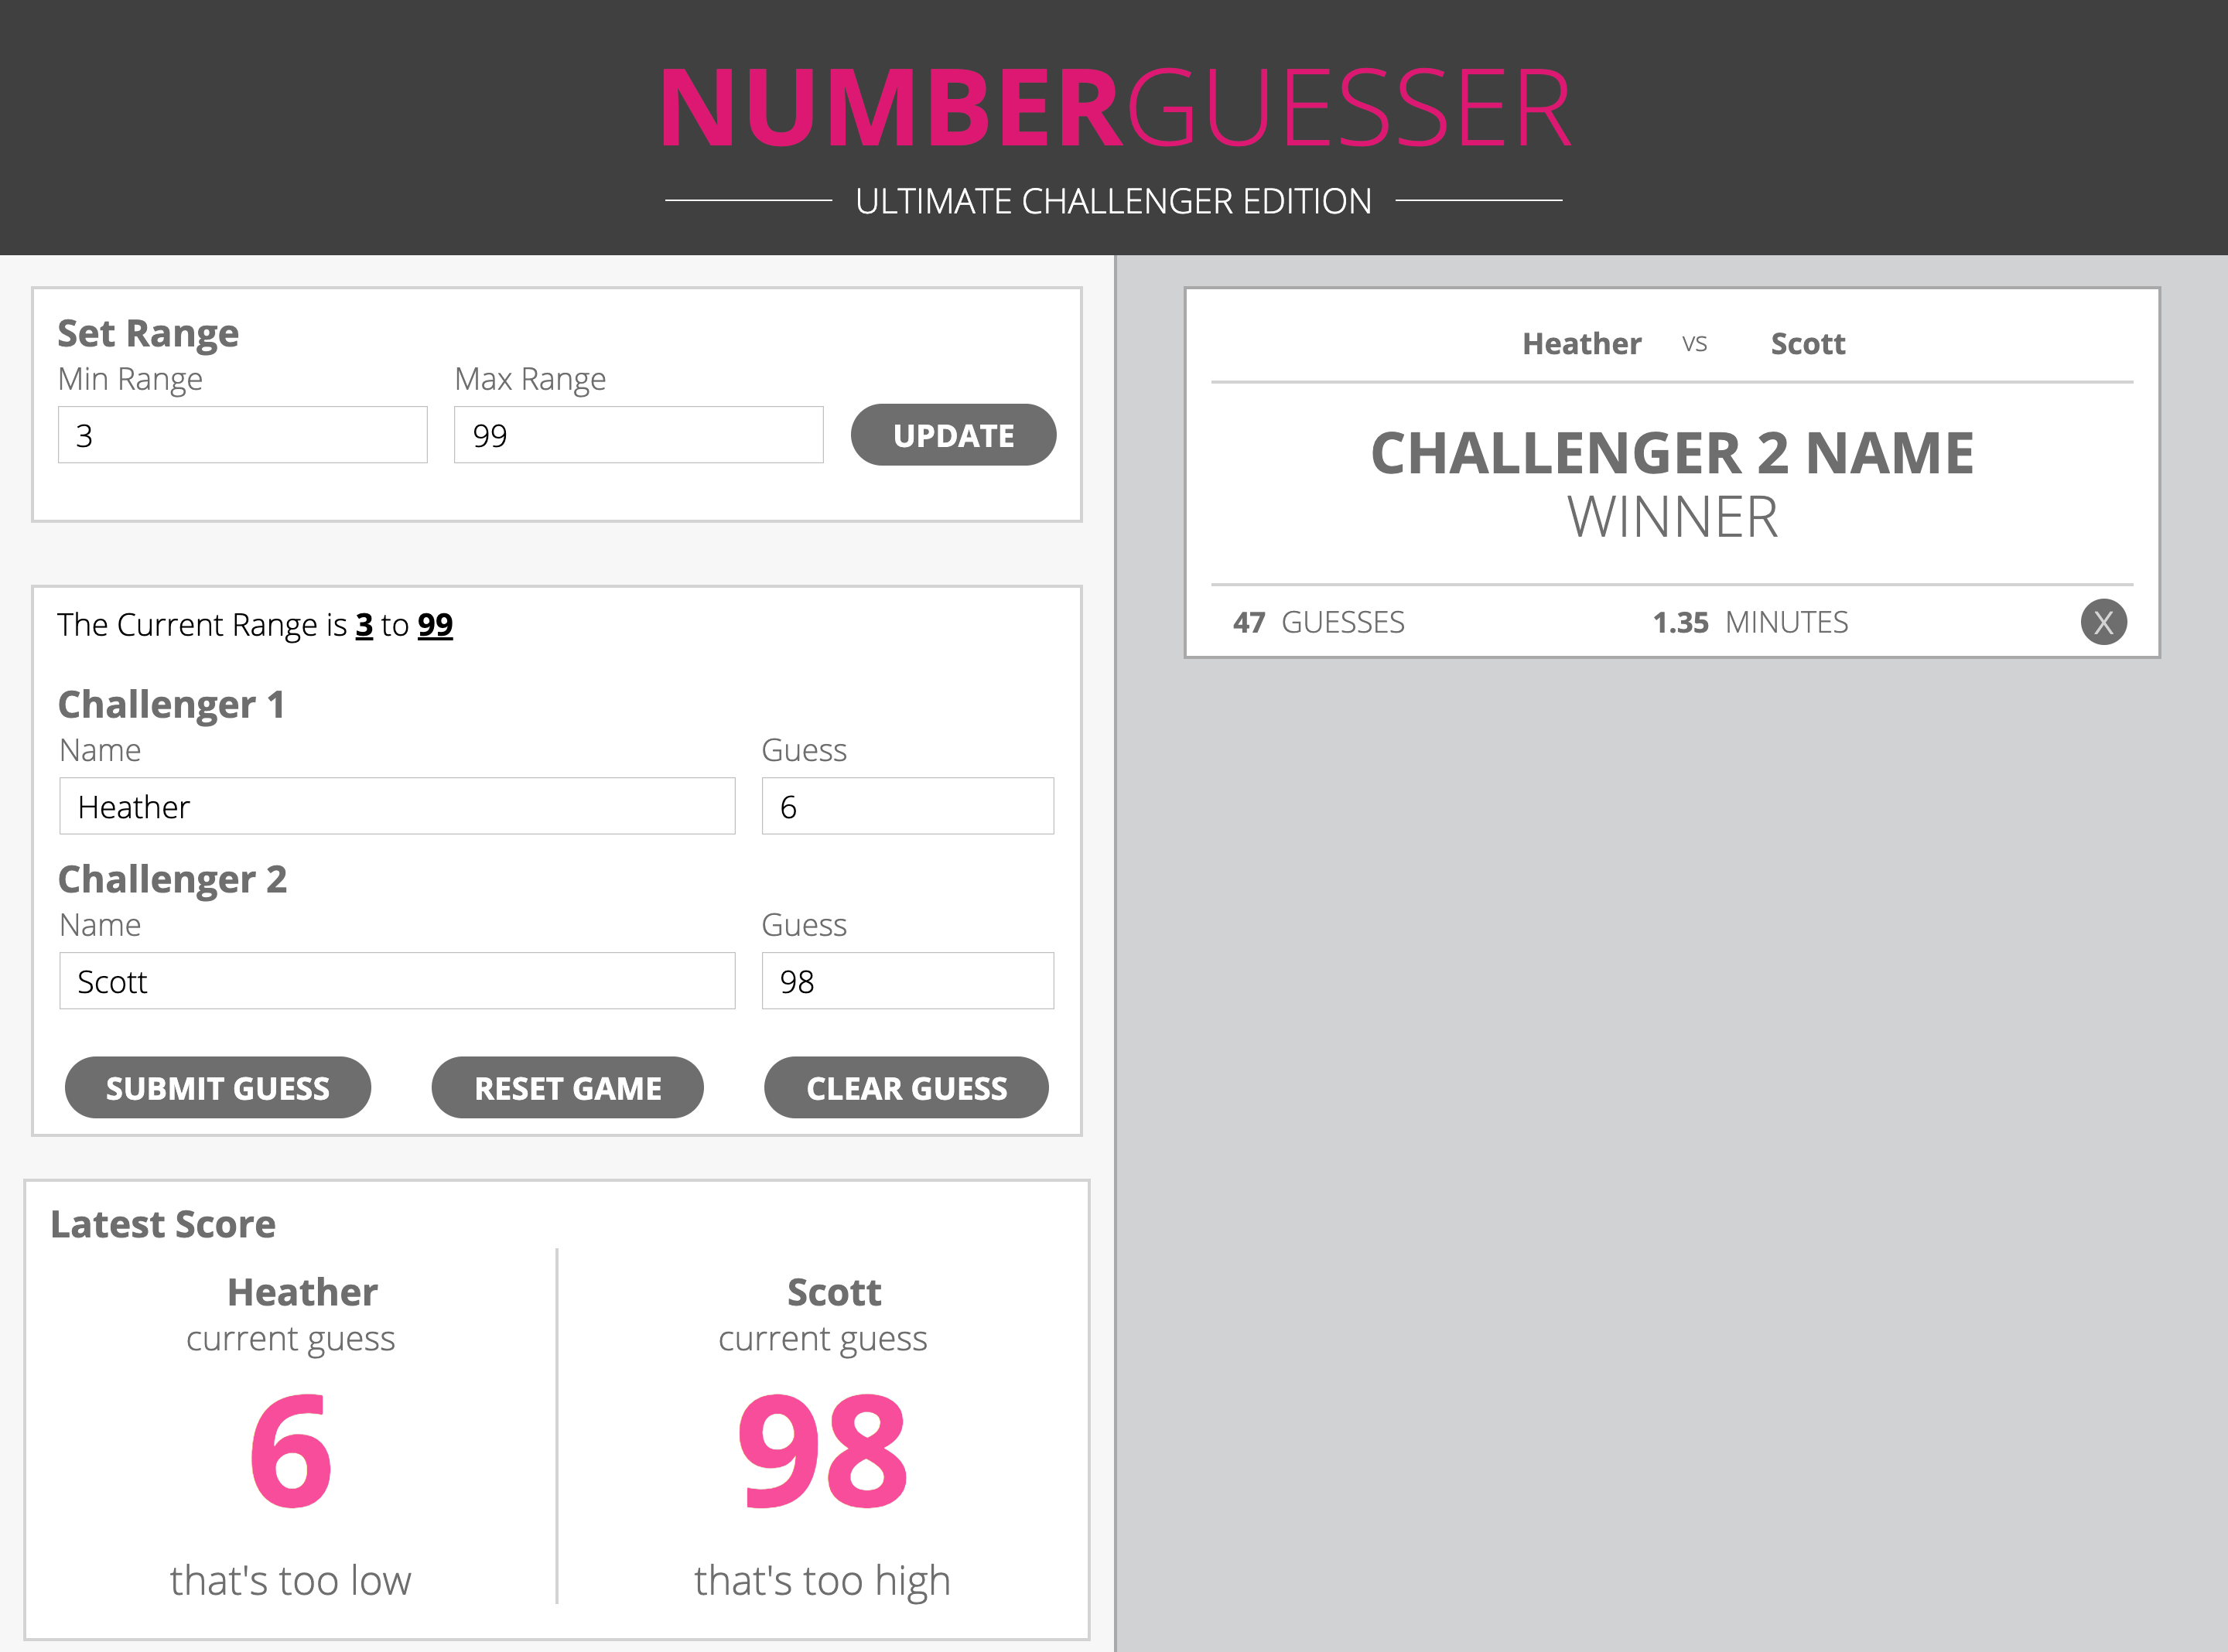 NUMBERGUESSER
ULTIMATE CHALLENGER EDITION
Set Range
Min Range Max Range
3 99 UPDATE
The Current Range is 3 to 99
Challenger 1
Name Guess
Heather 6
Challenger 2
Name Guess
Scott 98
SUBMIT GUESS RESET GAME CLEAR GUESS
Latest Score
Heather Scott
current guess current guess
6 98
that's too low that's too high
Heather vs Scott
CHALLENGER 2 NAME
WINNER
47 GUESSES 1.35 MINUTES X